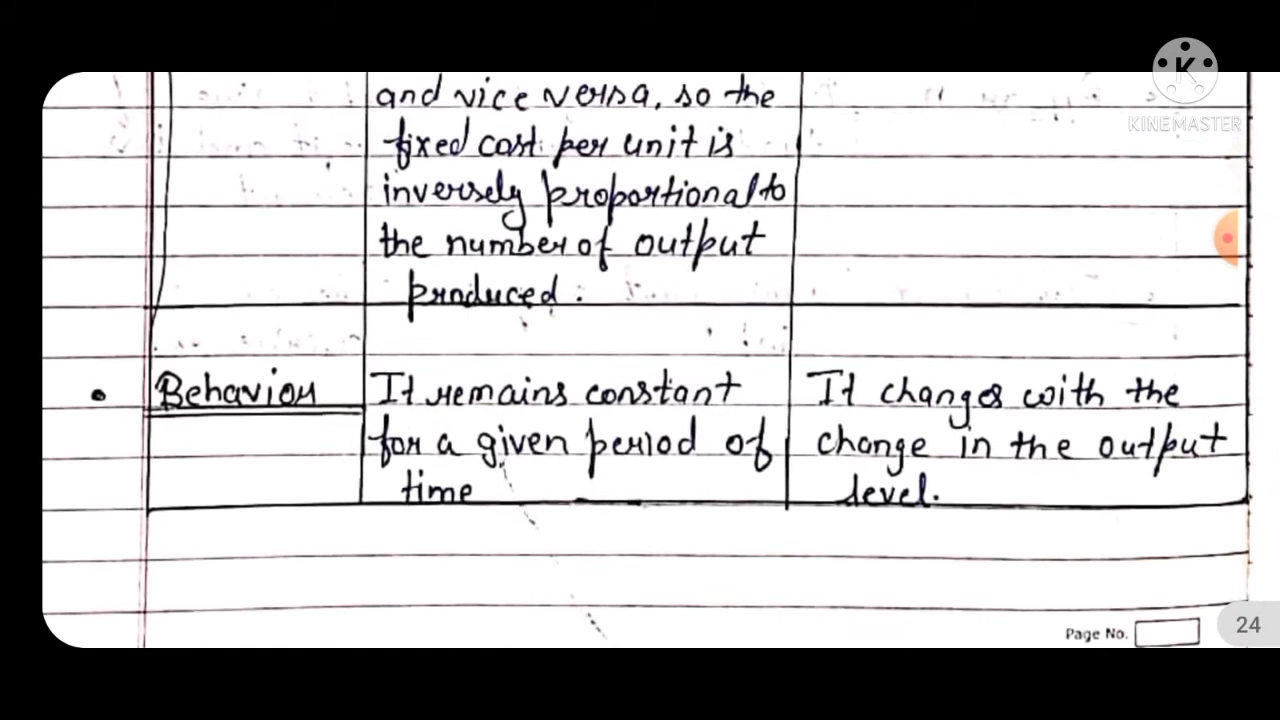 and vice versa, so the
fixed cost per unit is
inversely proportional to
the number of output
produced.
Behaviour
It remains constant
for a given period of
time
It changes with the
change in the output
level.
Page No.
24
K
KINEMASTER